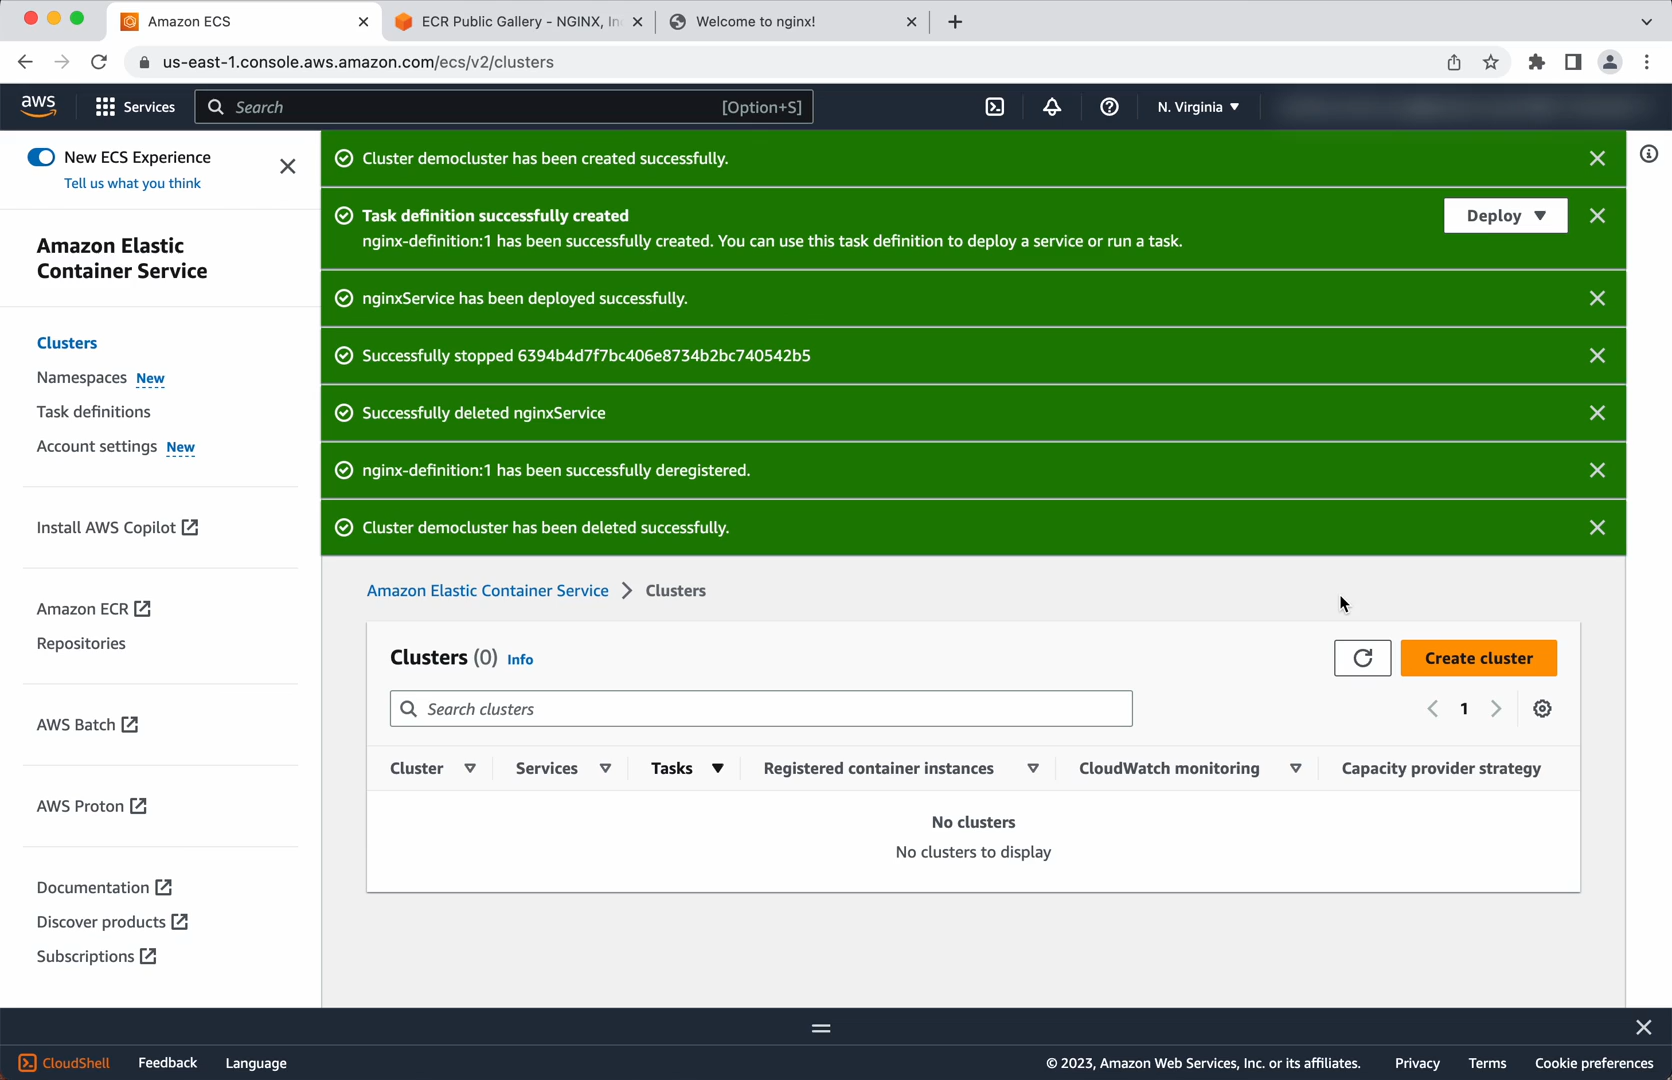 Amazon ECS
ECR Public Gallery - NGINX, In
Welcome to nginx!
us-east-1.console.aws.amazon.com/ecs/v2/clusters
aws
Services
Search
[Option+S]
N. Virginia
New ECS Experience
Tell us what you think
Amazon Elastic
Container Service
Clusters
Namespaces New
Task definitions
Account settings New
Install AWS Copilot
Amazon ECR
Repositories
AWS Batch
AWS Proton
Documentation
Discover products
Subscriptions
Cluster democluster has been created successfully.
Task definition successfully created
nginx-definition:1 has been successfully created. You can use this task definition to deploy a service or run a task.
Deploy
nginxService has been deployed successfully.
Successfully stopped 6394b4d7f7bc406e8734b2bc740542b5
Successfully deleted nginxService
nginx-definition:1 has been successfully deregistered.
Cluster democluster has been deleted successfully.
Amazon Elastic Container Service
Clusters
Clusters (0) Info
Create cluster
Search clusters
1
Cluster
Services
Tasks
Registered container instances
CloudWatch monitoring
Capacity provider strategy
No clusters
No clusters to display
CloudShell
Feedback
Language
© 2023, Amazon Web Services, Inc. or its affiliates.
Privacy
Terms
Cookie preferences